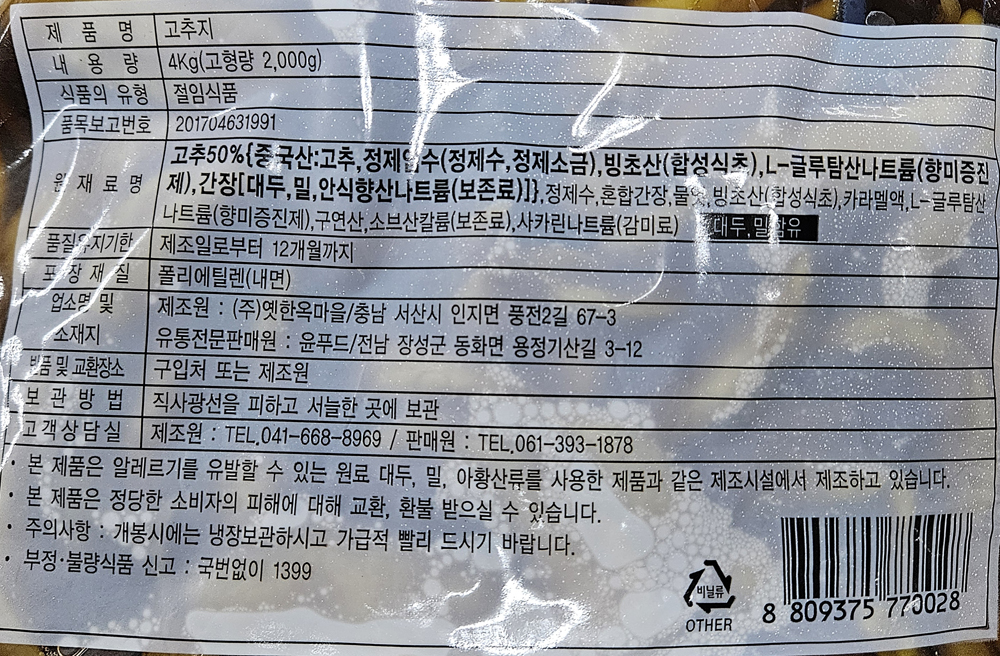 제 품 명 고추지
내 용 량 4Kg(고형량 2,000g)
식품의 유형 절임식품
품목보고번호 201704631991
원 재 료 명 고추50%{중국산:고추,정제염수(정제수,정제소금),빙초산(합성식초),L-글루탐산나트륨(향미증진
제),간장[대두,밀,안식향산나트륨(보존료)]},정제수,혼합간장,물엿,빙초산(합성식초),카라멜액,L-글루탐산
나트륨(향미증진제),구연산,소브산칼륨(보존료),사카린나트륨(감미료) 대두,밀함유
품질유지기한 제조일로부터 12개월까지
포 장 재 질 폴리에틸렌(내면)
업소명 및 제조원 : (주)옛한옥마을/충남 서산시 인지면 풍전2길 67-3
소재지 유통전문판매원 : 윤푸드/전남 장성군 동화면 용정기산길 3-12
반품 및 교환장소 구입처 또는 제조원
보 관 방 법 직사광선을 피하고 서늘한 곳에 보관
고객상담실 제조원 : TEL.041-668-8969 / 판매원 : TEL.061-393-1878
· 본 제품은 알레르기를 유발할 수 있는 원료 대두, 밀, 아황산류를 사용한 제품과 같은 제조시설에서 제조하고 있습니다.
· 본 제품은 정당한 소비자의 피해에 대해 교환, 환불 받으실 수 있습니다.
· 주의사항 : 개봉시에는 냉장보관하시고 가급적 빨리 드시기 바랍니다.
· 부정·불량식품 신고 : 국번없이 1399
비닐류
OTHER
8 809375 770028